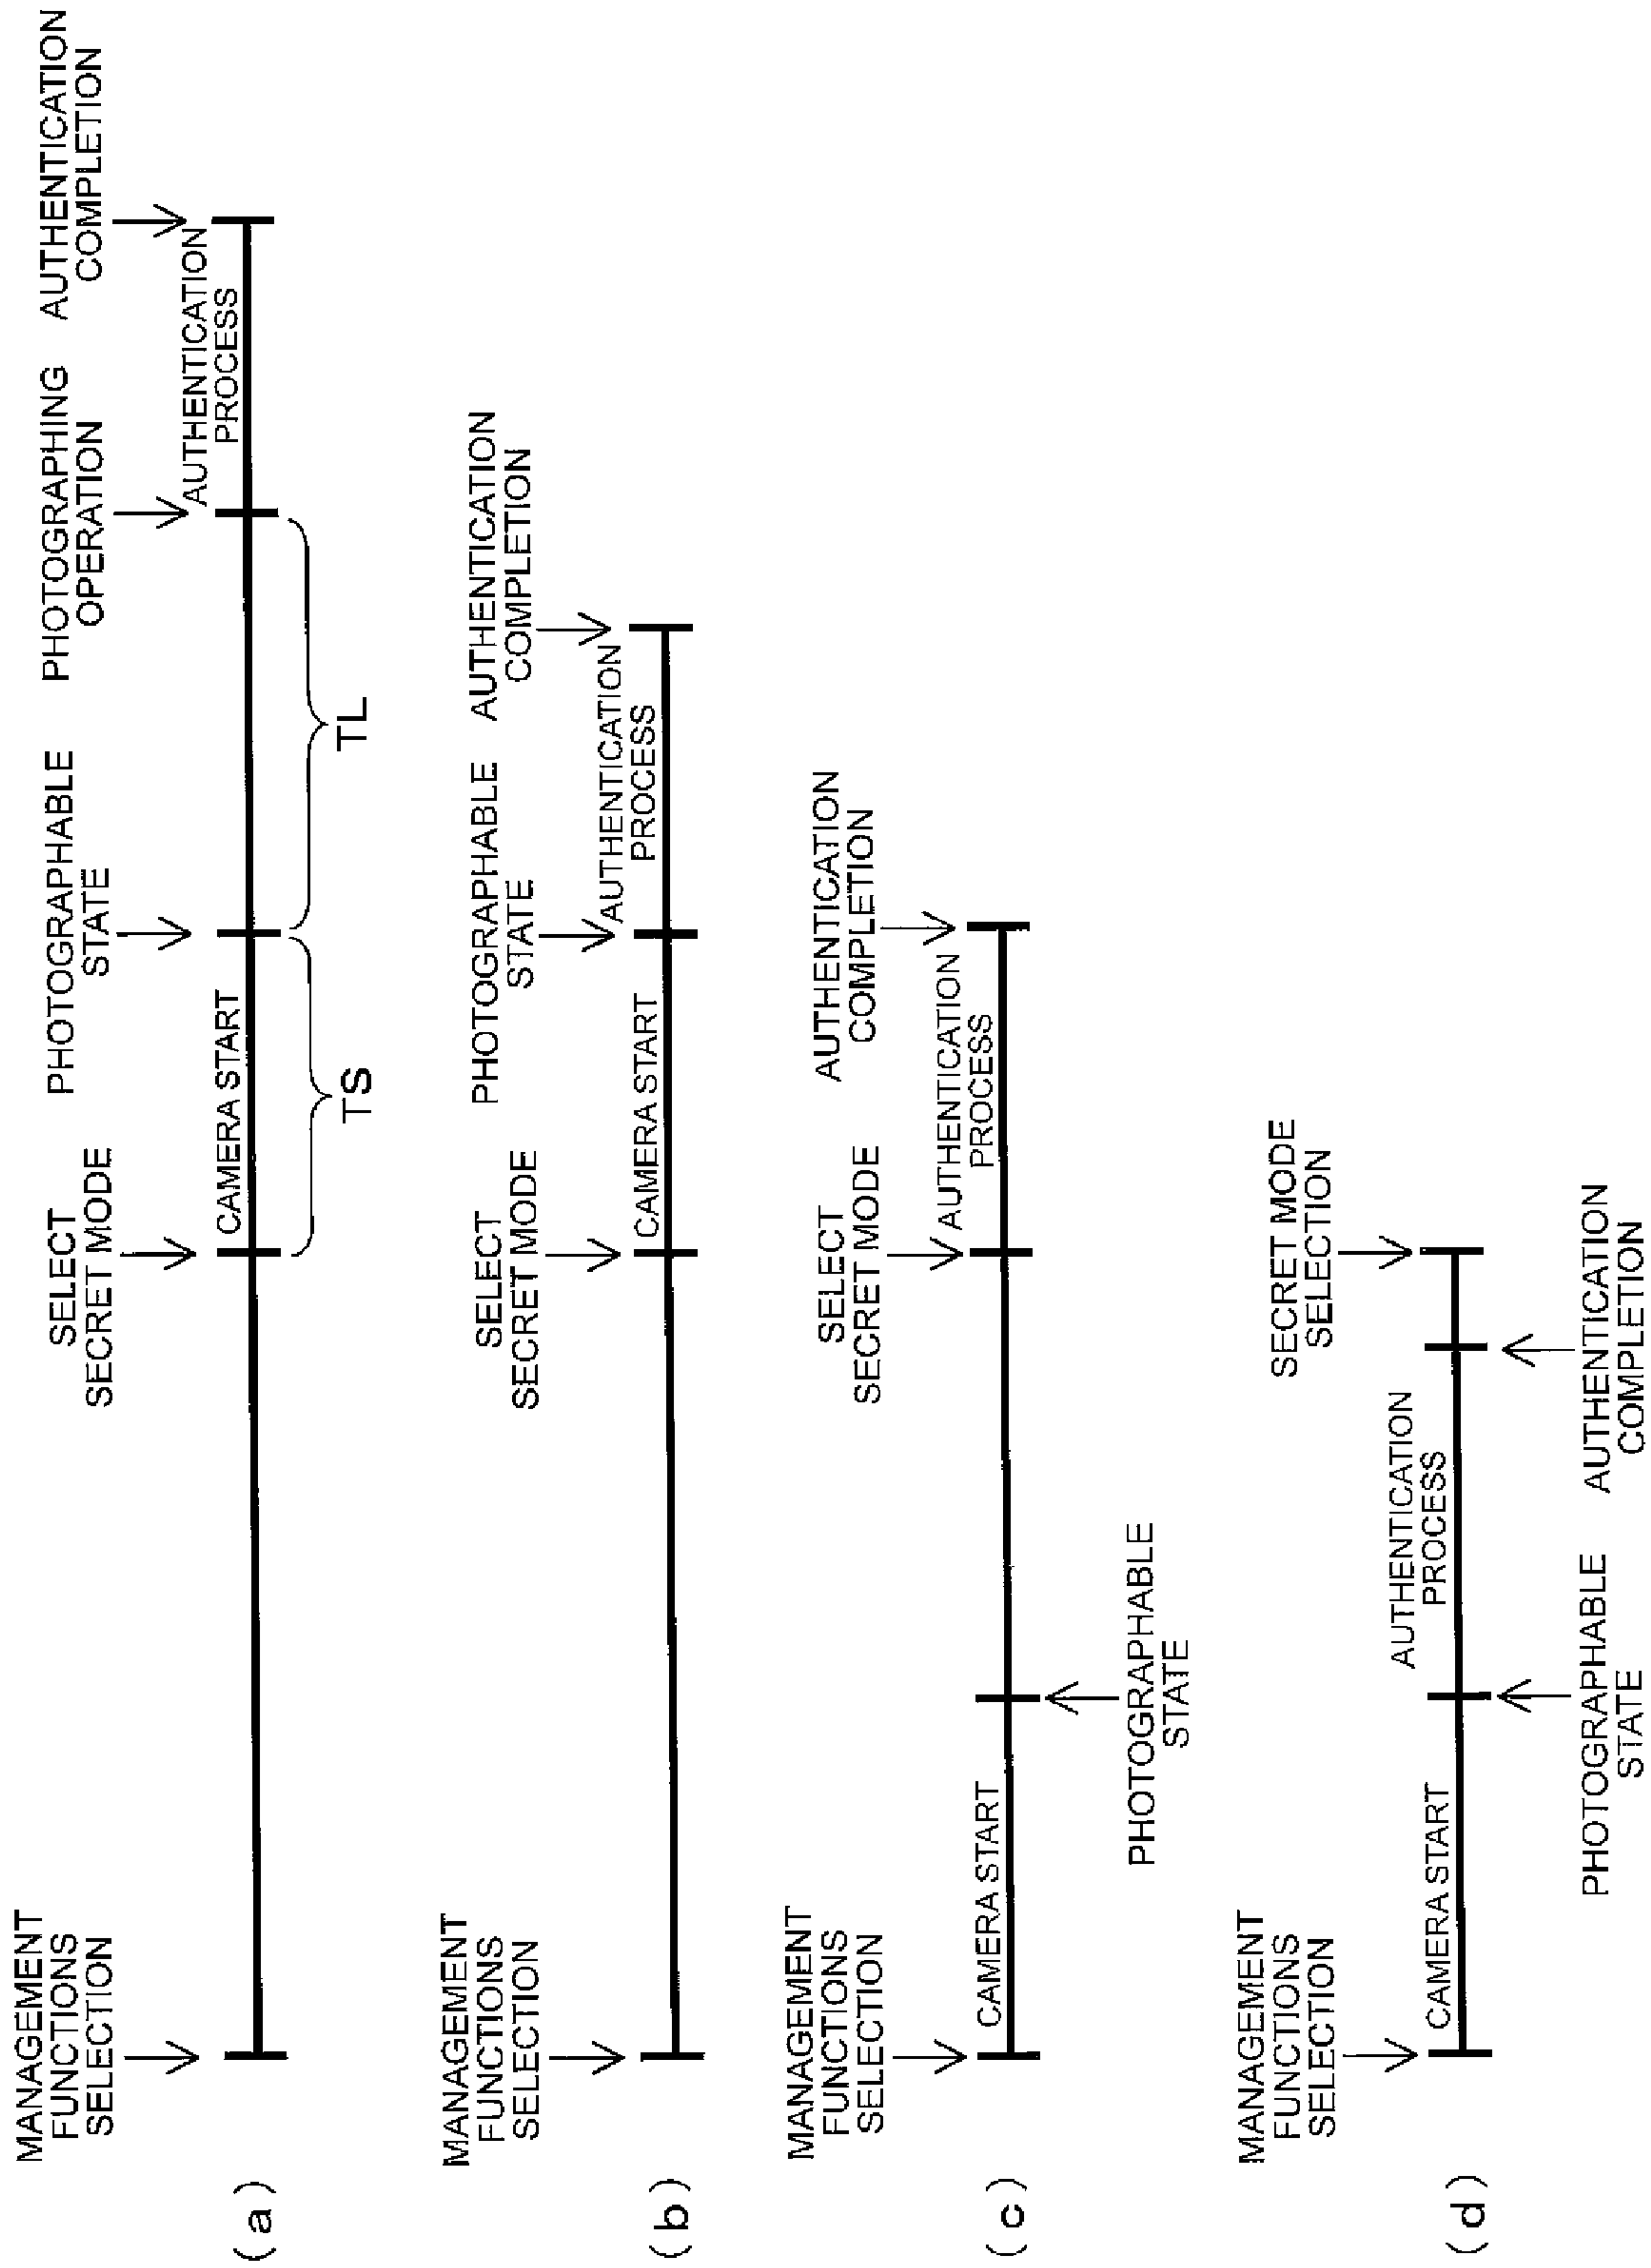 MANAGEMENT
FUNCTIONS
SELECTION
SELECT
SECRET MODE
PHOTOGRAPHABLE
STATE
PHOTOGRAPHING
OPERATION
AUTHENTICATION
COMPLETION
CAMERA START
AUTHENTICATION
PROCESS
TS
TL
(a)
MANAGEMENT
FUNCTIONS
SELECTION
SELECT
SECRET MODE
PHOTOGRAPHABLE
STATE
AUTHENTICATION
COMPLETION
CAMERA START
AUTHENTICATION
PROCESS
(b)
MANAGEMENT
FUNCTIONS
SELECTION
SELECT
SECRET MODE
AUTHENTICATION
COMPLETION
CAMERA START
AUTHENTICATION
PROCESS
PHOTOGRAPHABLE
STATE
(c)
MANAGEMENT
FUNCTIONS
SELECTION
SECRET MODE
SELECTION
CAMERA START
AUTHENTICATION
PROCESS
PHOTOGRAPHABLE
STATE
AUTHENTICATION
COMPLETION
(d)